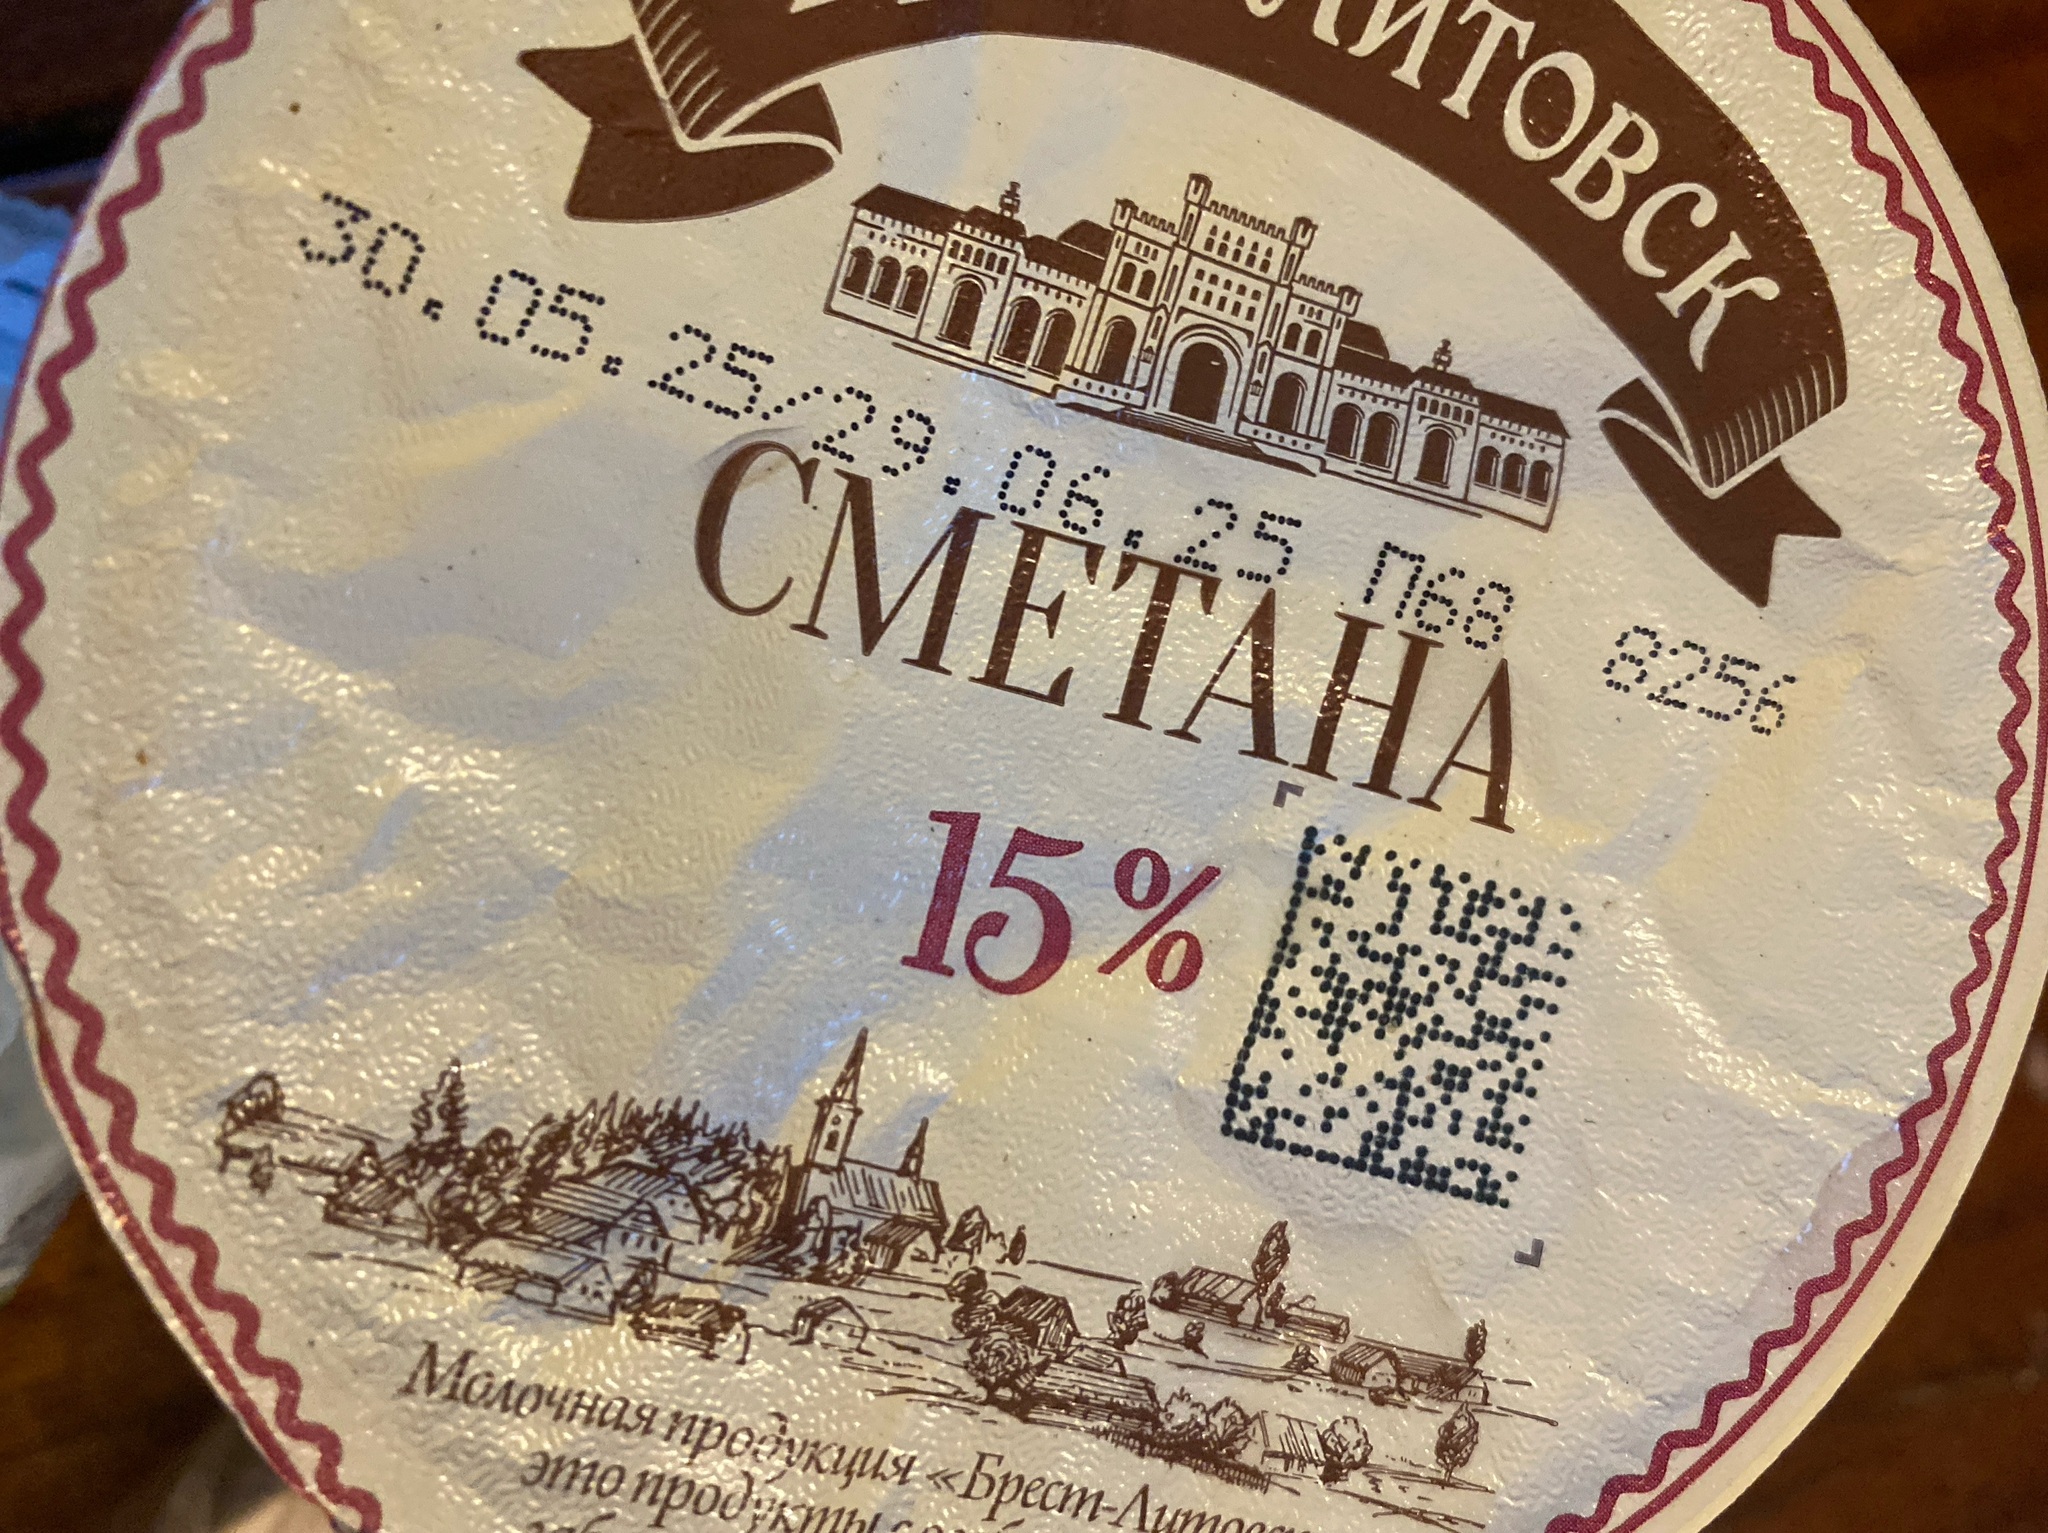 ЛИТОВСК
30.05.25/29.06.25 П68 8256
СМЕТАНА
15%
Молочная продукция «Брест-Литовск
это продукты